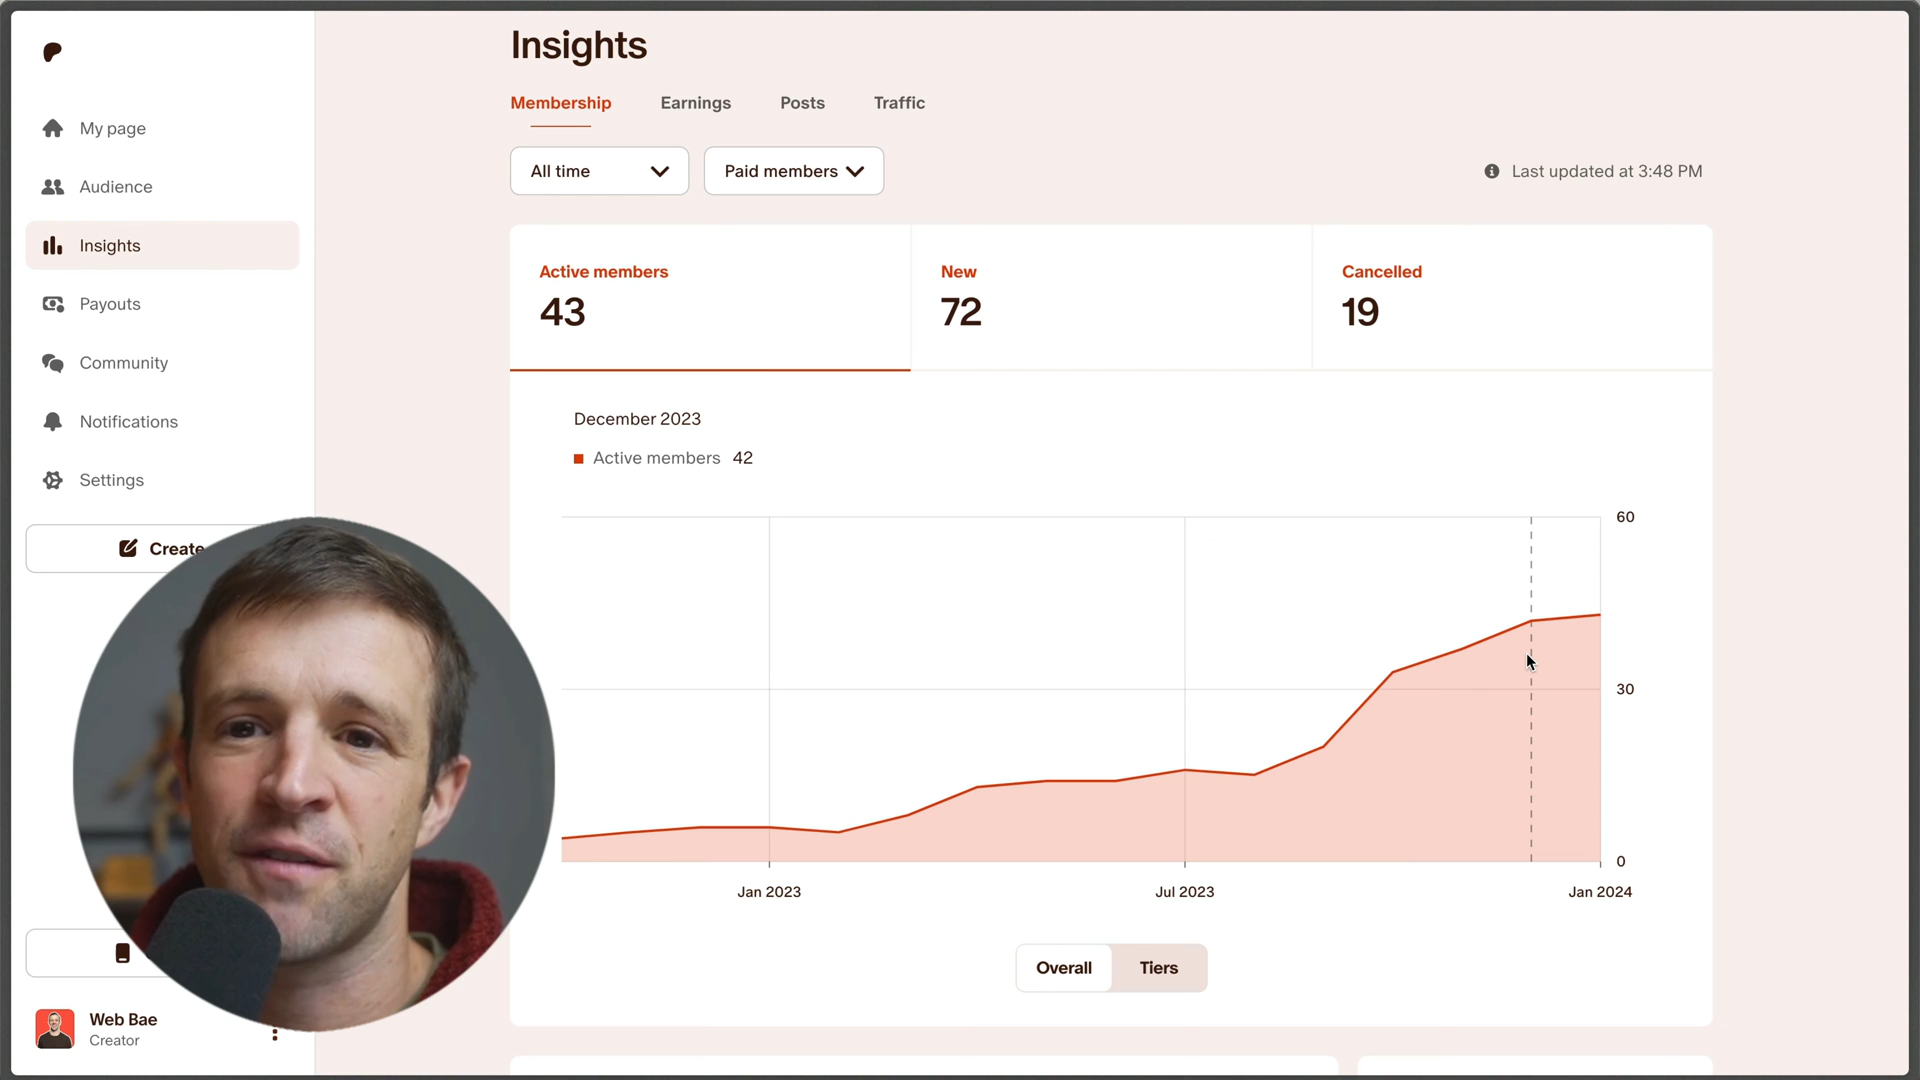 Insights
Membership Earnings Posts Traffic
All time Paid members Last updated at 3:48 PM
My page
Audience
Insights
Payouts
Community
Notifications
Settings
Create
Web Bae
Creator
Active members New Cancelled
43 72 19
December 2023
Active members 42
60
30
0
Jan 2023 Jul 2023 Jan 2024
Overall Tiers